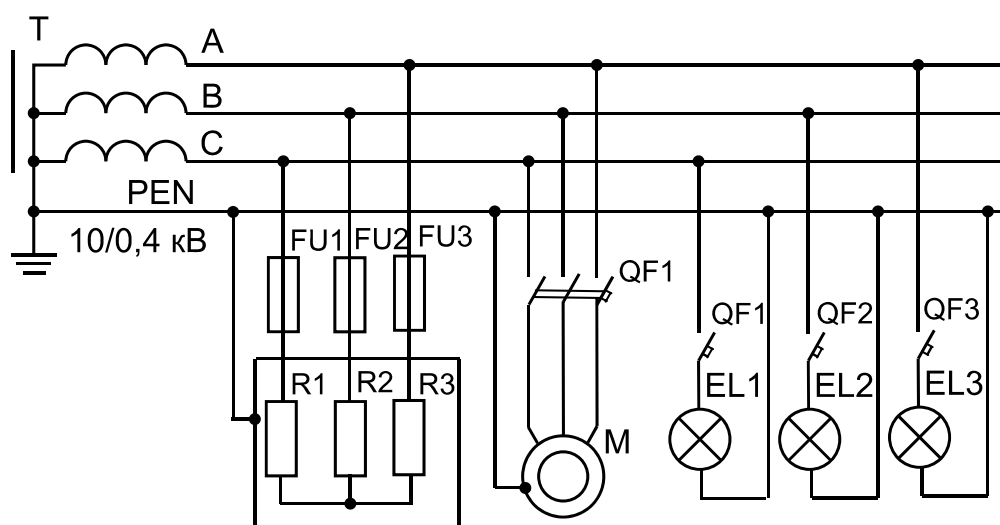 T
A
B
C
PEN
10/0,4 кВ
FU1 FU2 FU3
QF1
QF1 QF2 QF3
R1 R2 R3
EL1 EL2 EL3
M